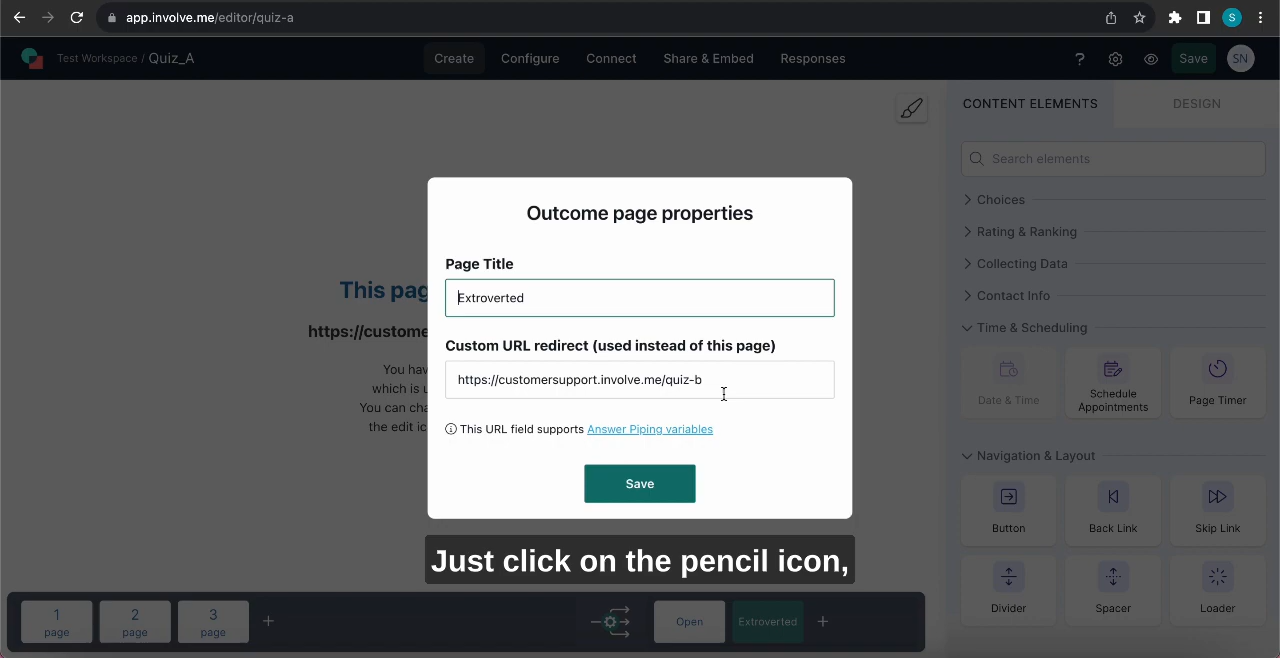 app.involve.me/editor/quiz-a
S
Test Workspace / Quiz_A
Create
Configure
Connect
Share & Embed
Responses
?
Save
SN
CONTENT ELEMENTS
DESIGN
Search elements
Choices
Rating & Ranking
Collecting Data
Contact Info
Time & Scheduling
Date & Time
Schedule
Appointments
Page Timer
Navigation & Layout
Button
Back Link
Skip Link
Divider
Spacer
Loader
This pag
https://custome
You hav
which is u
You can cha
the edit ic
Outcome page properties
Page Title
Extroverted
Custom URL redirect (used instead of this page)
https://customersupport.involve.me/quiz-b
This URL field supports Answer Piping variables
Save
Just click on the pencil icon,
1
page
2
page
3
page
+
Open
Extroverted
+